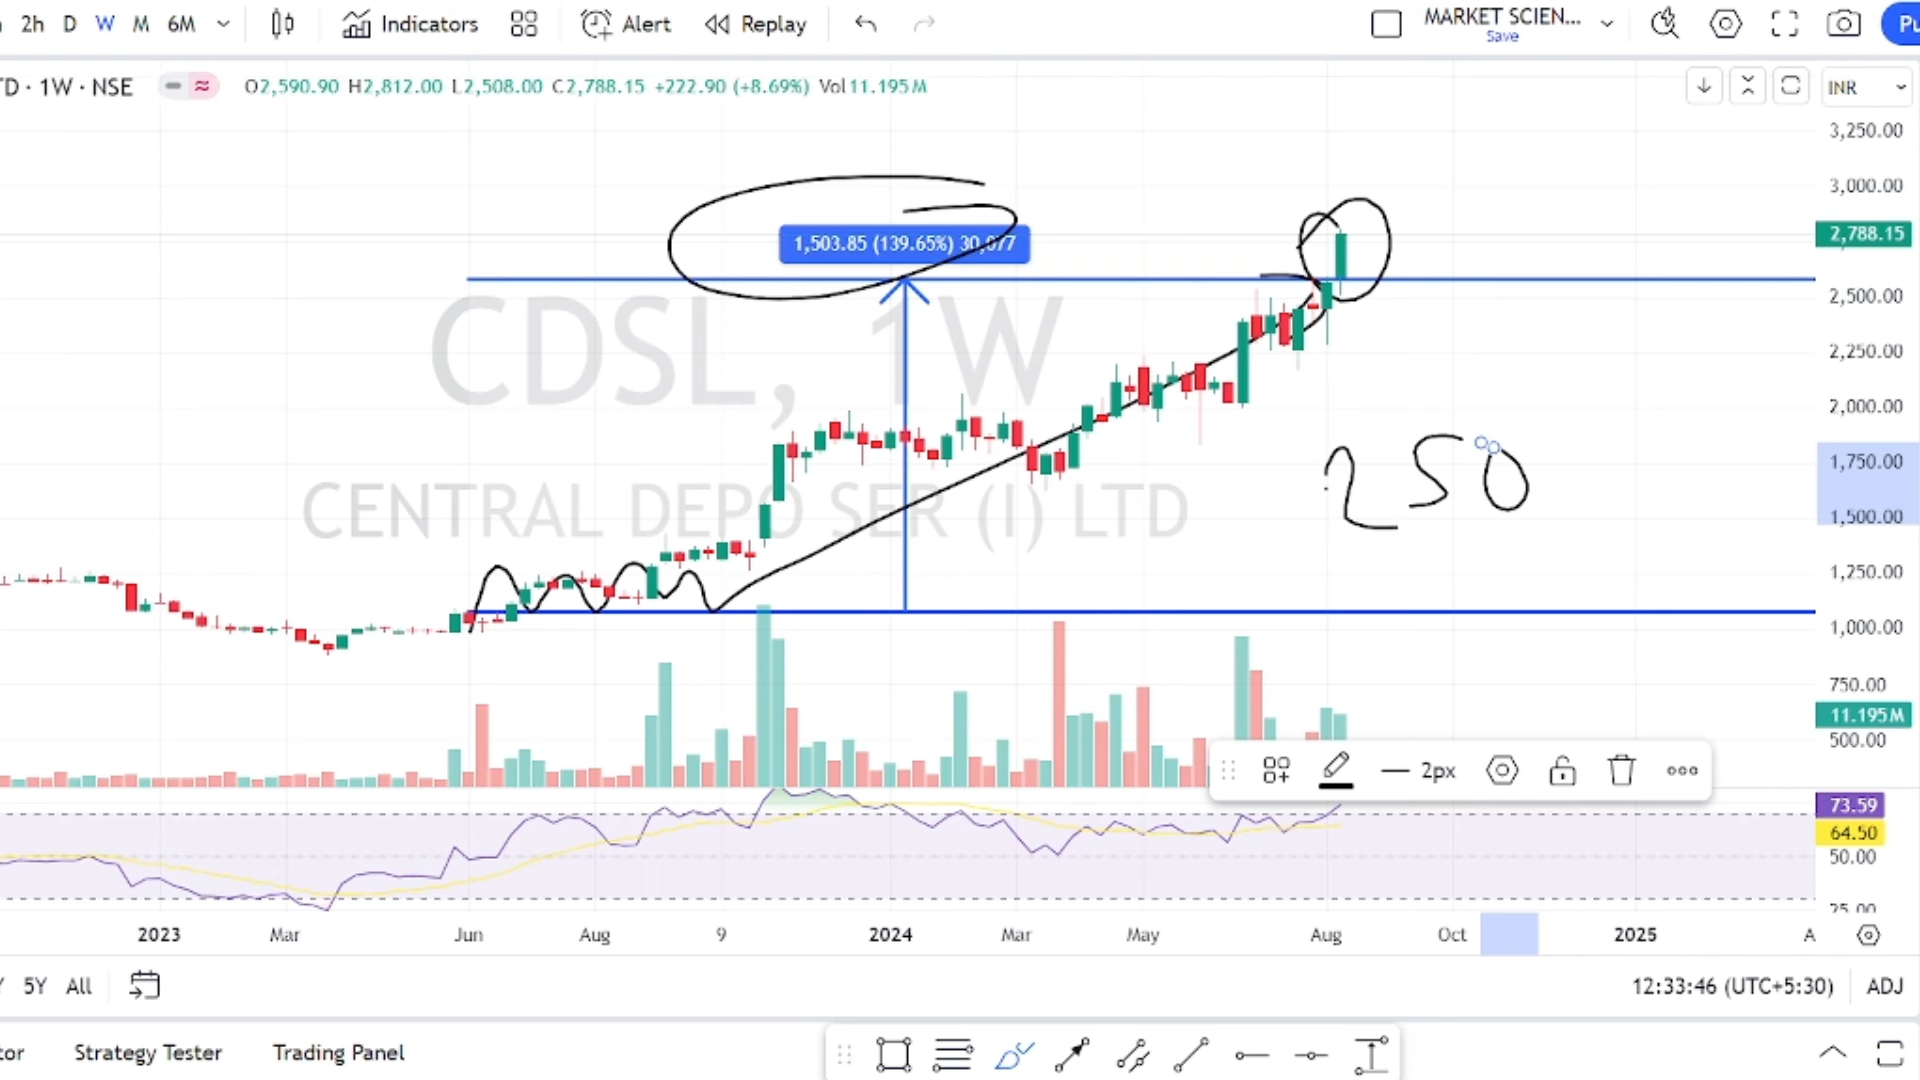 2h D W M 6M Indicators Alert Replay MARKET SCIEN...
Save
TD · 1W · NSE O2,590.90 H2,812.00 L2,508.00 C2,788.15 +222.90 (+8.69%) Vol11.195M INR
3,250.00
3,000.00
1,503.85 (139.65%) 30,077
2,788.15
2,500.00
CDSL, 1W
2,250.00
2,000.00
250
1,750.00
CENTRAL DEPO SER (I) LTD
1,500.00
1,250.00
1,000.00
750.00
11.195M
500.00
2px
73.59
64.50
50.00
25.00
2023 Mar Jun Aug 9 2024 Mar May Aug Oct 2025 A
5Y All 12:33:46 (UTC+5:30) ADJ
tor Strategy Tester Trading Panel